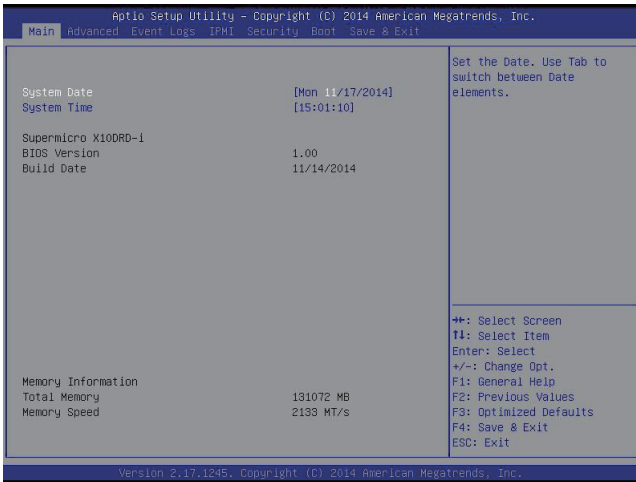 Aptio Setup Utility – Copyright (C) 2014 American Megatrends, Inc.
Main Advanced Event Logs IPMI Security Boot Save & Exit
System Date [Mon 11/17/2014]
System Time [15:01:10]
Supermicro X10DRD-i
BIOS Version 1.00
Build Date 11/14/2014
Memory Information
Total Memory 131072 MB
Memory Speed 2133 MT/s
Set the Date. Use Tab to
switch between Date
elements.
→←: Select Screen
↑↓: Select Item
Enter: Select
+/-: Change Opt.
F1: General Help
F2: Previous Values
F3: Optimized Defaults
F4: Save & Exit
ESC: Exit
Version 2.17.1245. Copyright (C) 2014 American Megatrends, Inc.